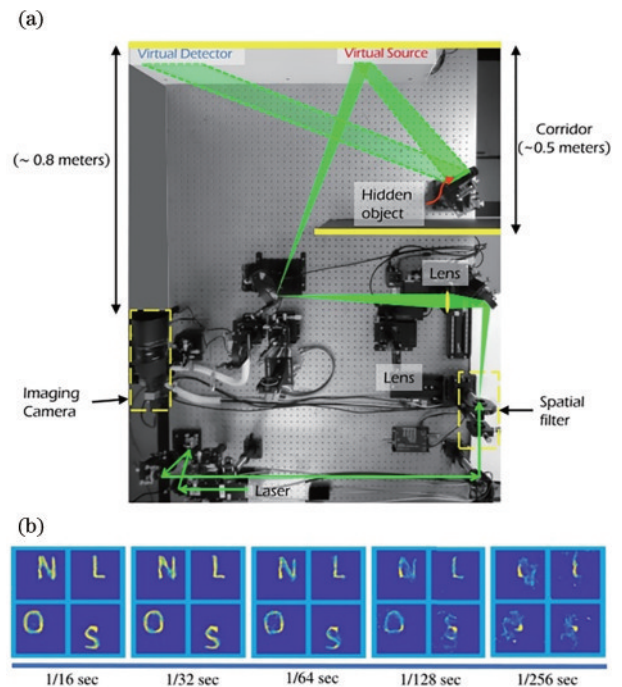 (a)
Virtual Detector
Virtual Source
Corridor
(~0.5 meters)
(~ 0.8 meters)
Hidden
object
Lens
Lens
Imaging
Camera
Spatial
filter
Laser
(b)
N L
N L
N L
N L
O S
O S
O S
O S
1/16 sec
1/32 sec
1/64 sec
1/128 sec
1/256 sec